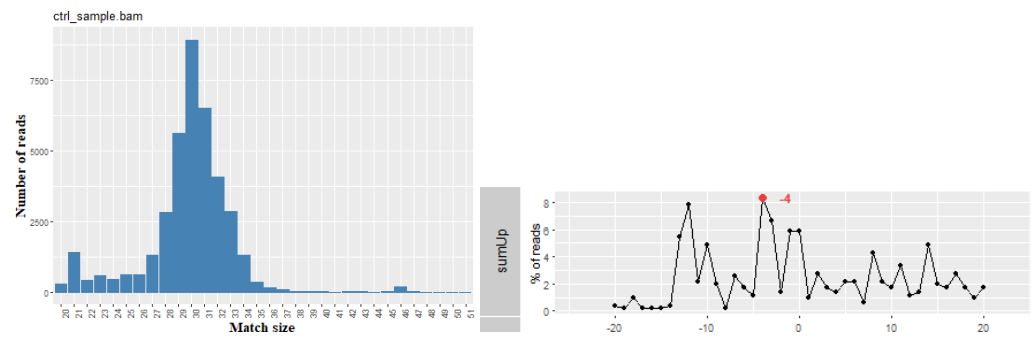 ctrl_sample.bam
Number of reads
7500
5000
2500
0
20 21 22 23 24 25 26 27 28 29 30 31 32 33 34 35 36 37 38 39 40 41 42 43 44 45 46 47 48 49 50 51
Match size
sumUp
% of reads
8
6
4
2
0
-4
-20 -10 0 10 20